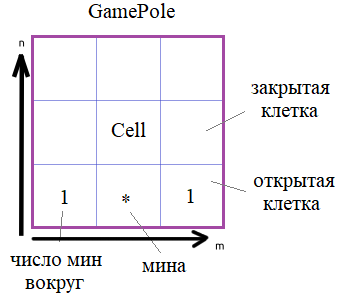 GamePole
n
закрытая
клетка
Cell
открытая
клетка
1
*
1
m
число мин
вокруг
мина